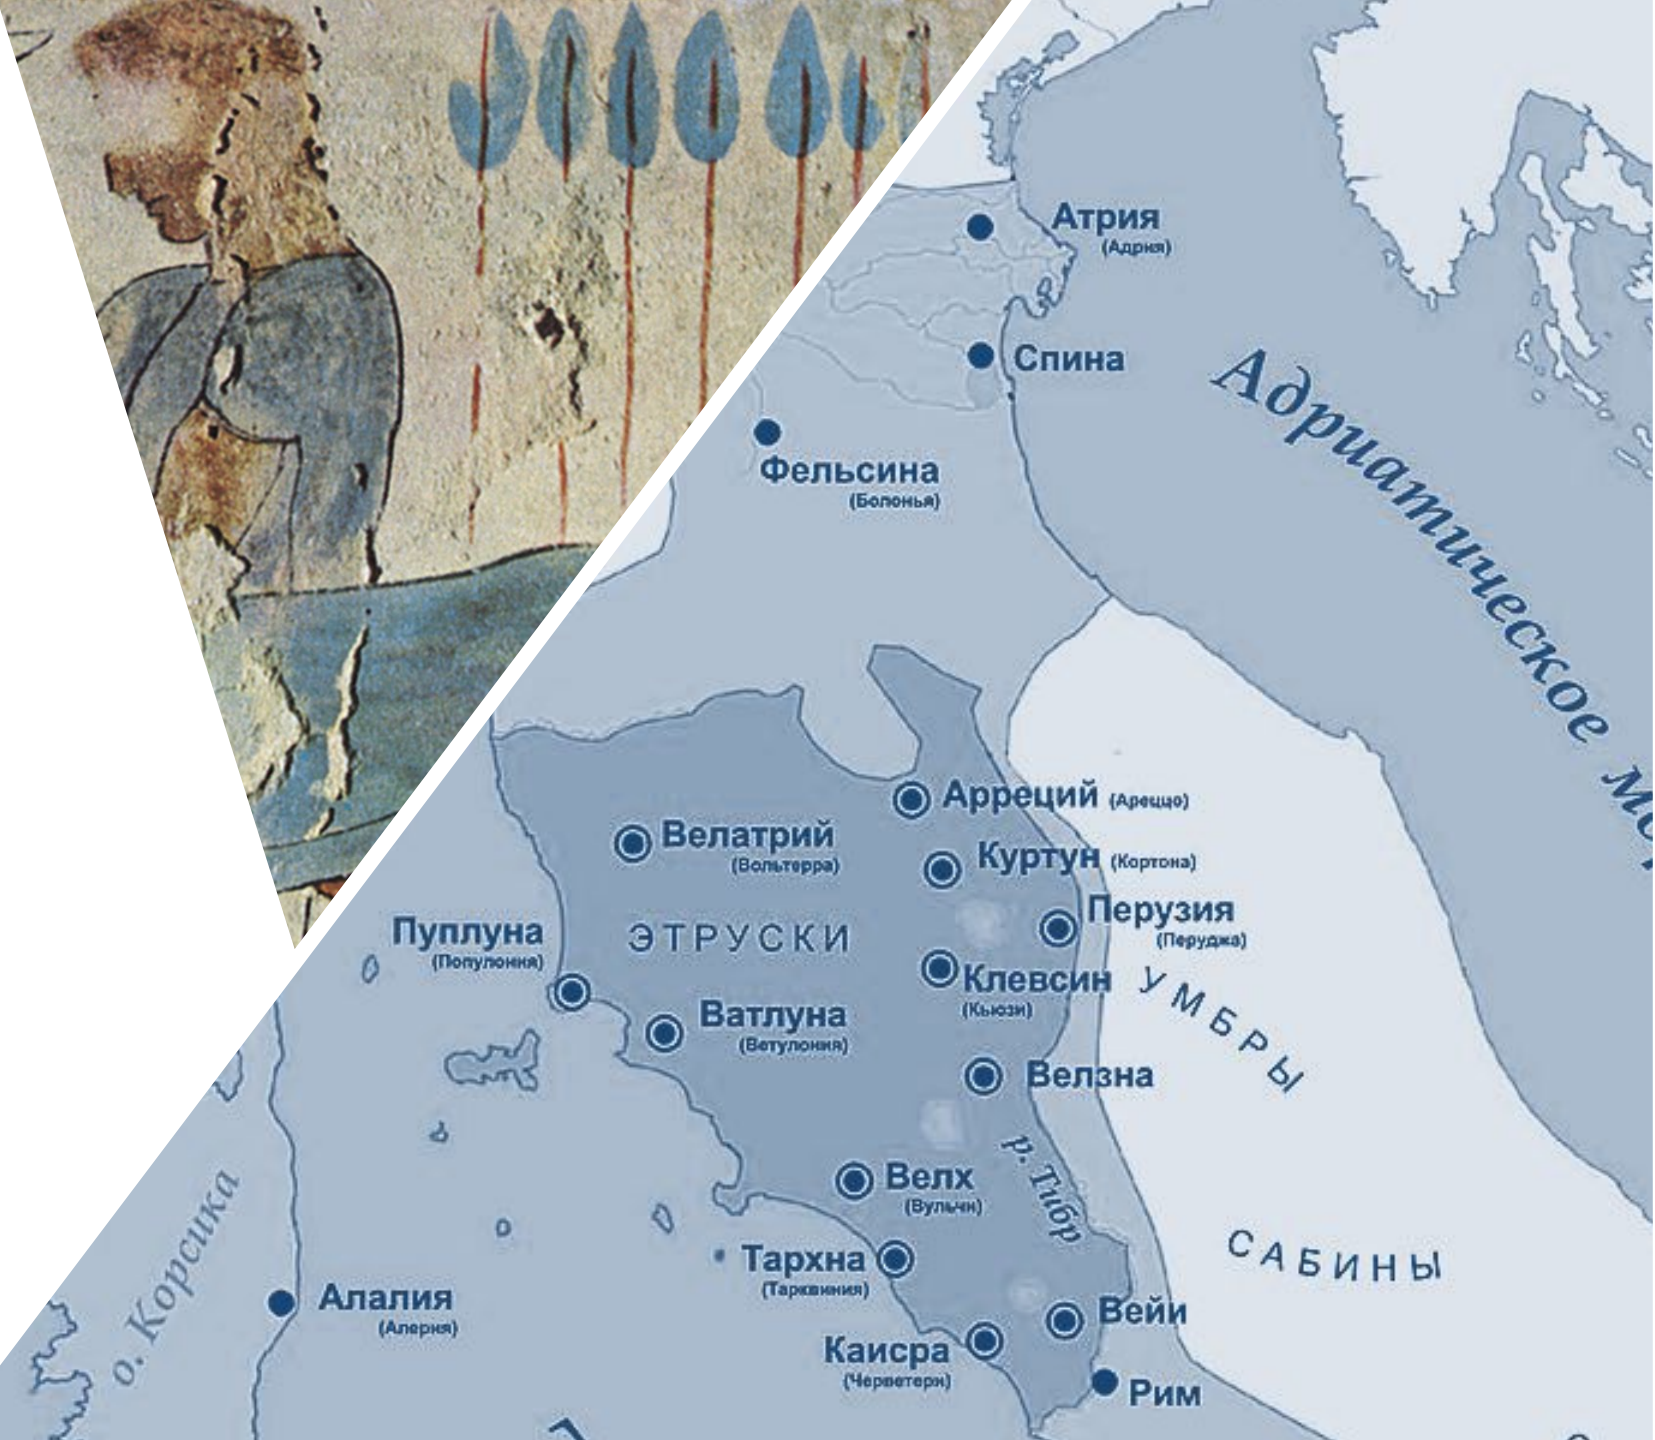 Атрия
(Адрия)
Спина
Адриатическое
Фельсина
(Болонья)
Арреций (Ареццо)
Велатрий
(Вольтерра)
Куртун (Кортона)
Перузия
(Перуджа)
Пуплуна
(Популония)
ЭТРУСКИ
Клевсин
(Кьюзи)
УМБРЫ
Ватлуна
(Ветулония)
Велзна
р. Тибр
Велх
(Вульчи)
о. Корсика
САБИНЫ
Тархна
(Тарквиния)
Алалия
(Алерия)
Вейи
Каисра
(Черветери)
Рим